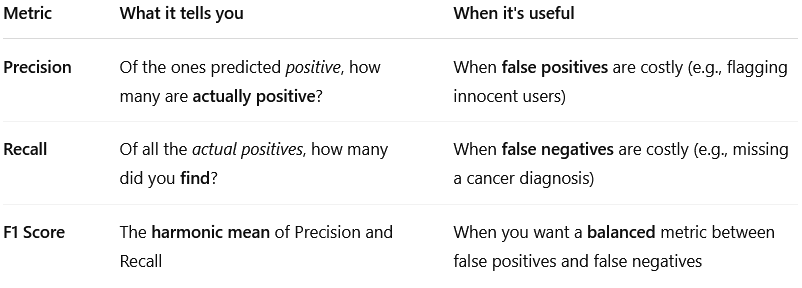 Metric What it tells you When it's useful
Precision Of the ones predicted positive, how When false positives are costly (e.g., flagging
many are actually positive? innocent users)
Recall Of all the actual positives, how many When false negatives are costly (e.g., missing
did you find? a cancer diagnosis)
F1 Score The harmonic mean of Precision and When you want a balanced metric between
Recall false positives and false negatives